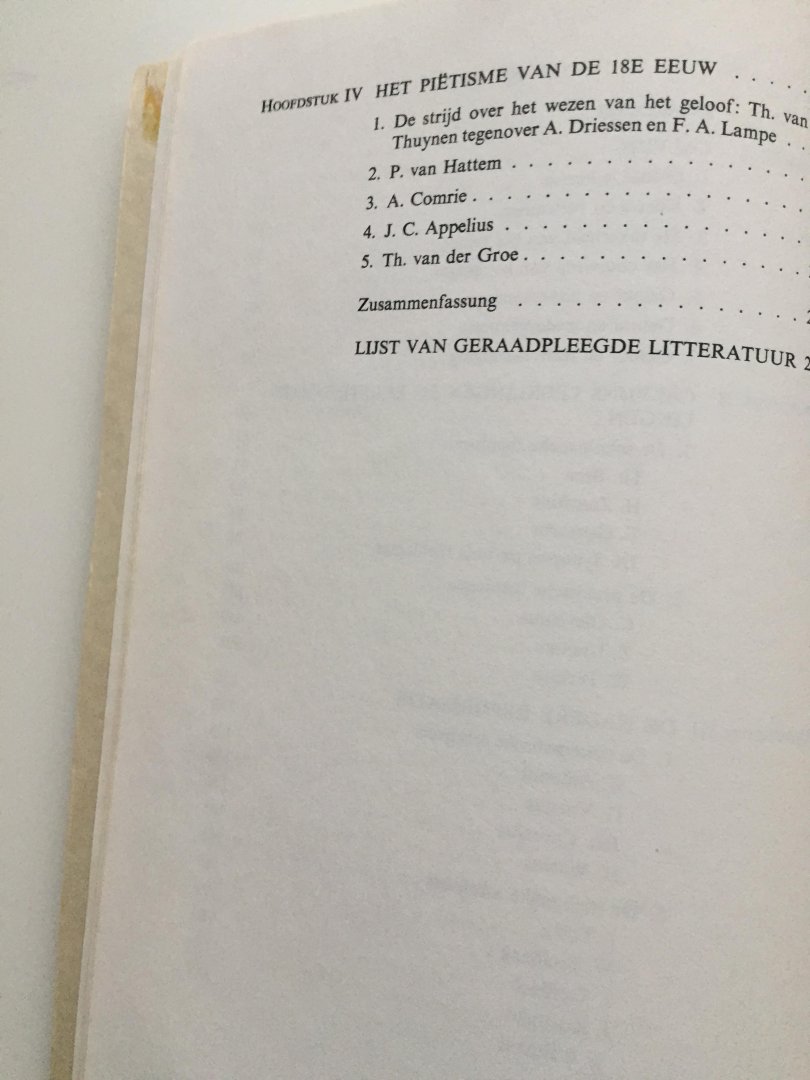 HOOFDSTUK IV HET PIËTISME VAN DE 18E EEUW . . . .
1. De strijd over het wezen van het geloof: Th. van
Thuynen tegenover A. Driessen en F. A. Lampe . .
2. P. van Hattem . . . . . . . . . . . . . .
3. A. Comrie . . . . . . . . . . . . . . .
4. J. C. Appelius . . . . . . . . . . . . . .
5. Th. van der Groe . . . . . . . . . . . . .
Zusammenfassung . . . . . . . . . . . . . 2
LIJST VAN GERAADPLEEGDE LITTERATUUR 2